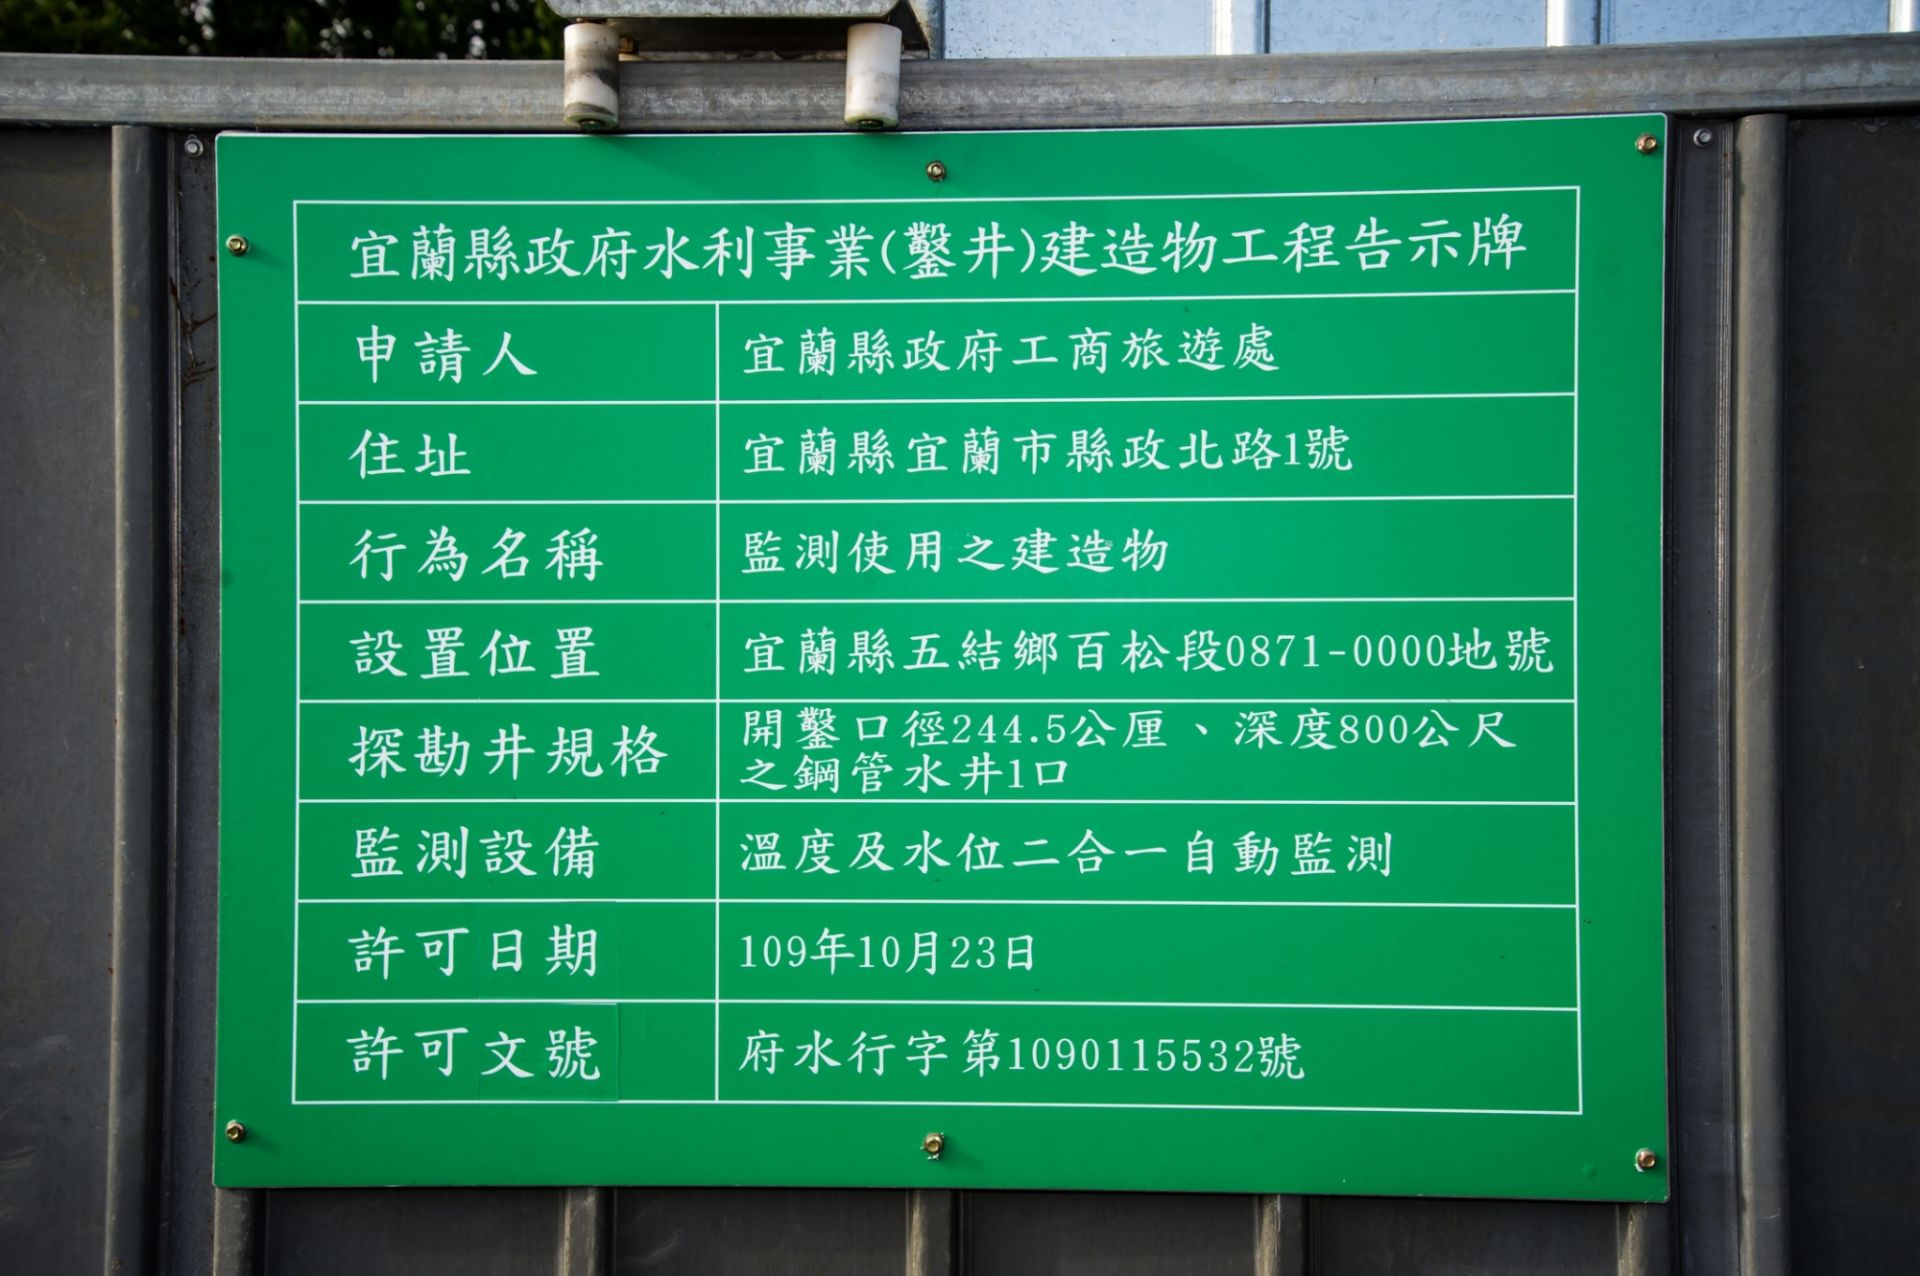 宜蘭縣政府水利事業(鑿井)建造物工程告示牌
申請人 宜蘭縣政府工商旅遊處
住址 宜蘭縣宜蘭市縣政北路1號
行為名稱 監測使用之建造物
設置位置 宜蘭縣五結鄉百松段0871-0000地號
探勘井規格 開鑿口徑244.5公厘、深度800公尺
之鋼管水井1口
監測設備 溫度及水位二合一自動監測
許可日期 109年10月23日
許可文號 府水行字第1090115532號